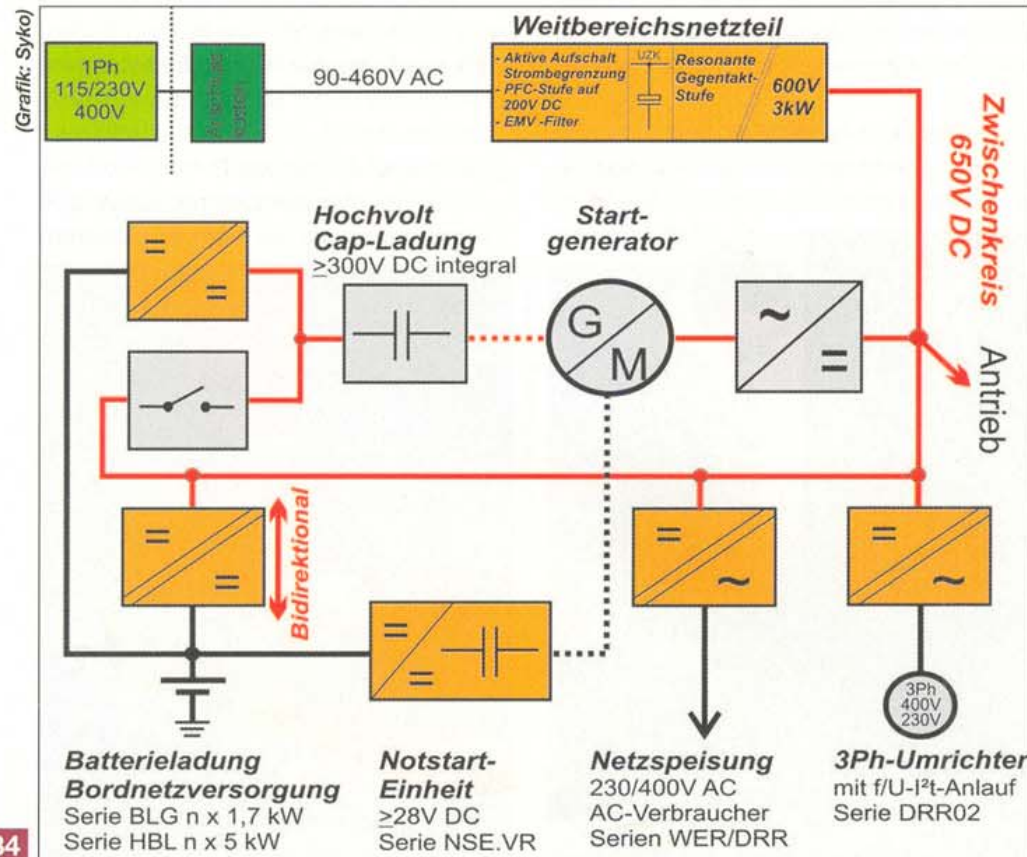 (Grafik: Syko)
Weitbereichsnetzteil
1Ph
115/230V
400V
90-460V AC
- Aktive Aufschalt
Strombegrenzung
- PFC-Stufe auf
200V DC
- EMV -Filter
UZK
Resonante
Gegentakt-
Stufe
600V
3kW
Zwischenkreis
650V DC
Antrieb
Hochvolt
Cap-Ladung
≥300V DC integral
Start-
generator
G
M
~
=
=
=
=
=
Bidirektional
=
=
=
~
=
~
3Ph
400V
230V
Batterieladung
Bordnetzversorgung
Serie BLG n x 1,7 kW
Serie HBL n x 5 kW
Notstart-
Einheit
≥28V DC
Serie NSE.VR
Netzspeisung
230/400V AC
AC-Verbraucher
Serien WER/DRR
3Ph-Umrichter
mit f/U-I²t-Anlauf
Serie DRR02
34